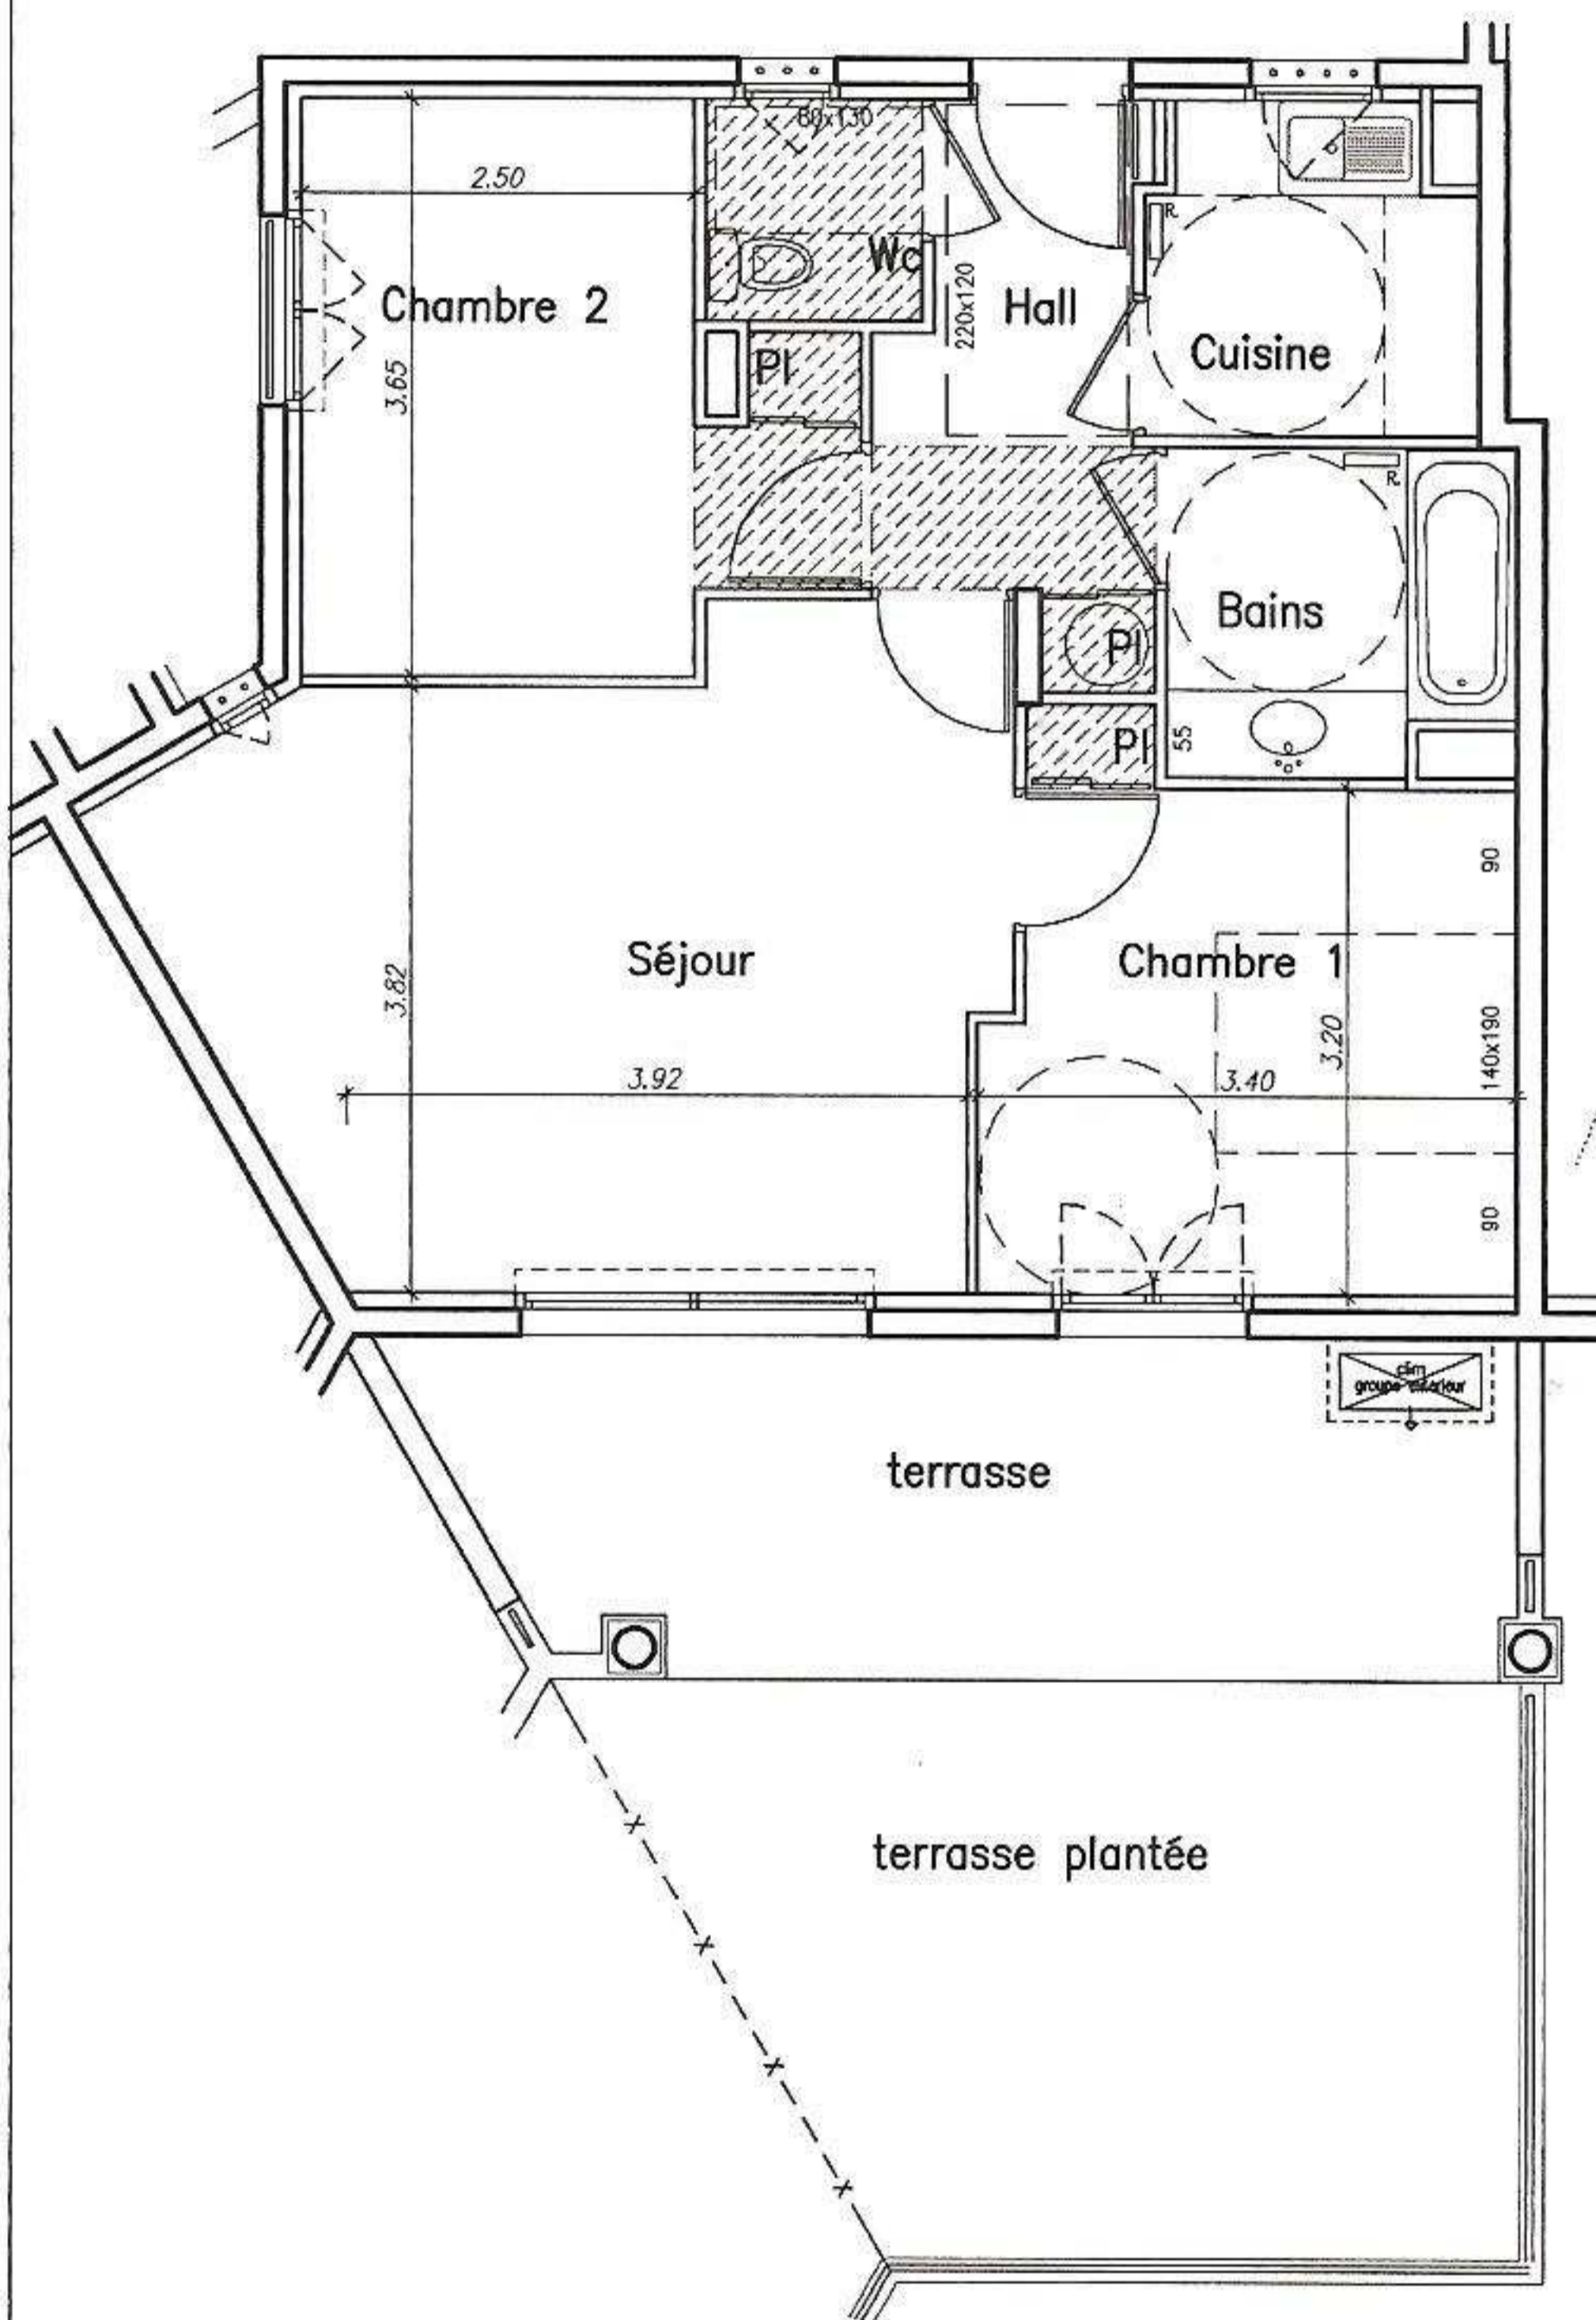 80x130
2.50
R.
Wc
220x120
Hall
Chambre 2
Cuisine
Pl
3.65
R.
Bains
Pl
Pl
55
90
Séjour
Chambre 1
3.82
3.20
140x190
3.92
3.40
90
clim
groupe extérieur
terrasse
terrasse plantée